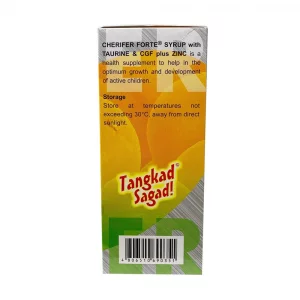 CHERIFER FORTE® SYRUP with
TAURINE & CGF plus ZINC is a
health supplement to help in the
optimum growth and development
of active children.
Storage
Store at temperatures not
exceeding 30°C, away from direct
sunlight.
Tangkad
Sagad!